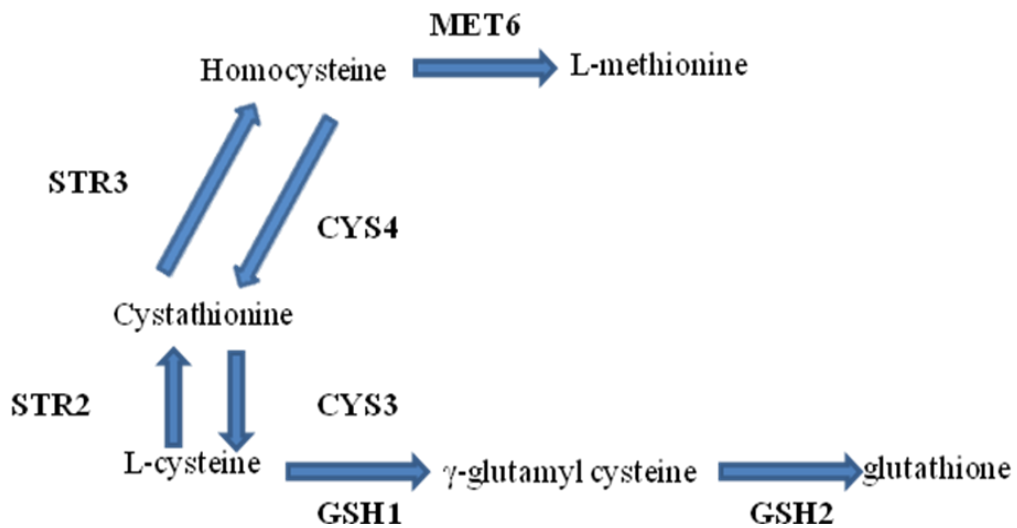 MET6
Homocysteine
L-methionine
STR3
CYS4
Cystathionine
STR2
CYS3
L-cysteine
γ-glutamyl cysteine
glutathione
GSH1
GSH2